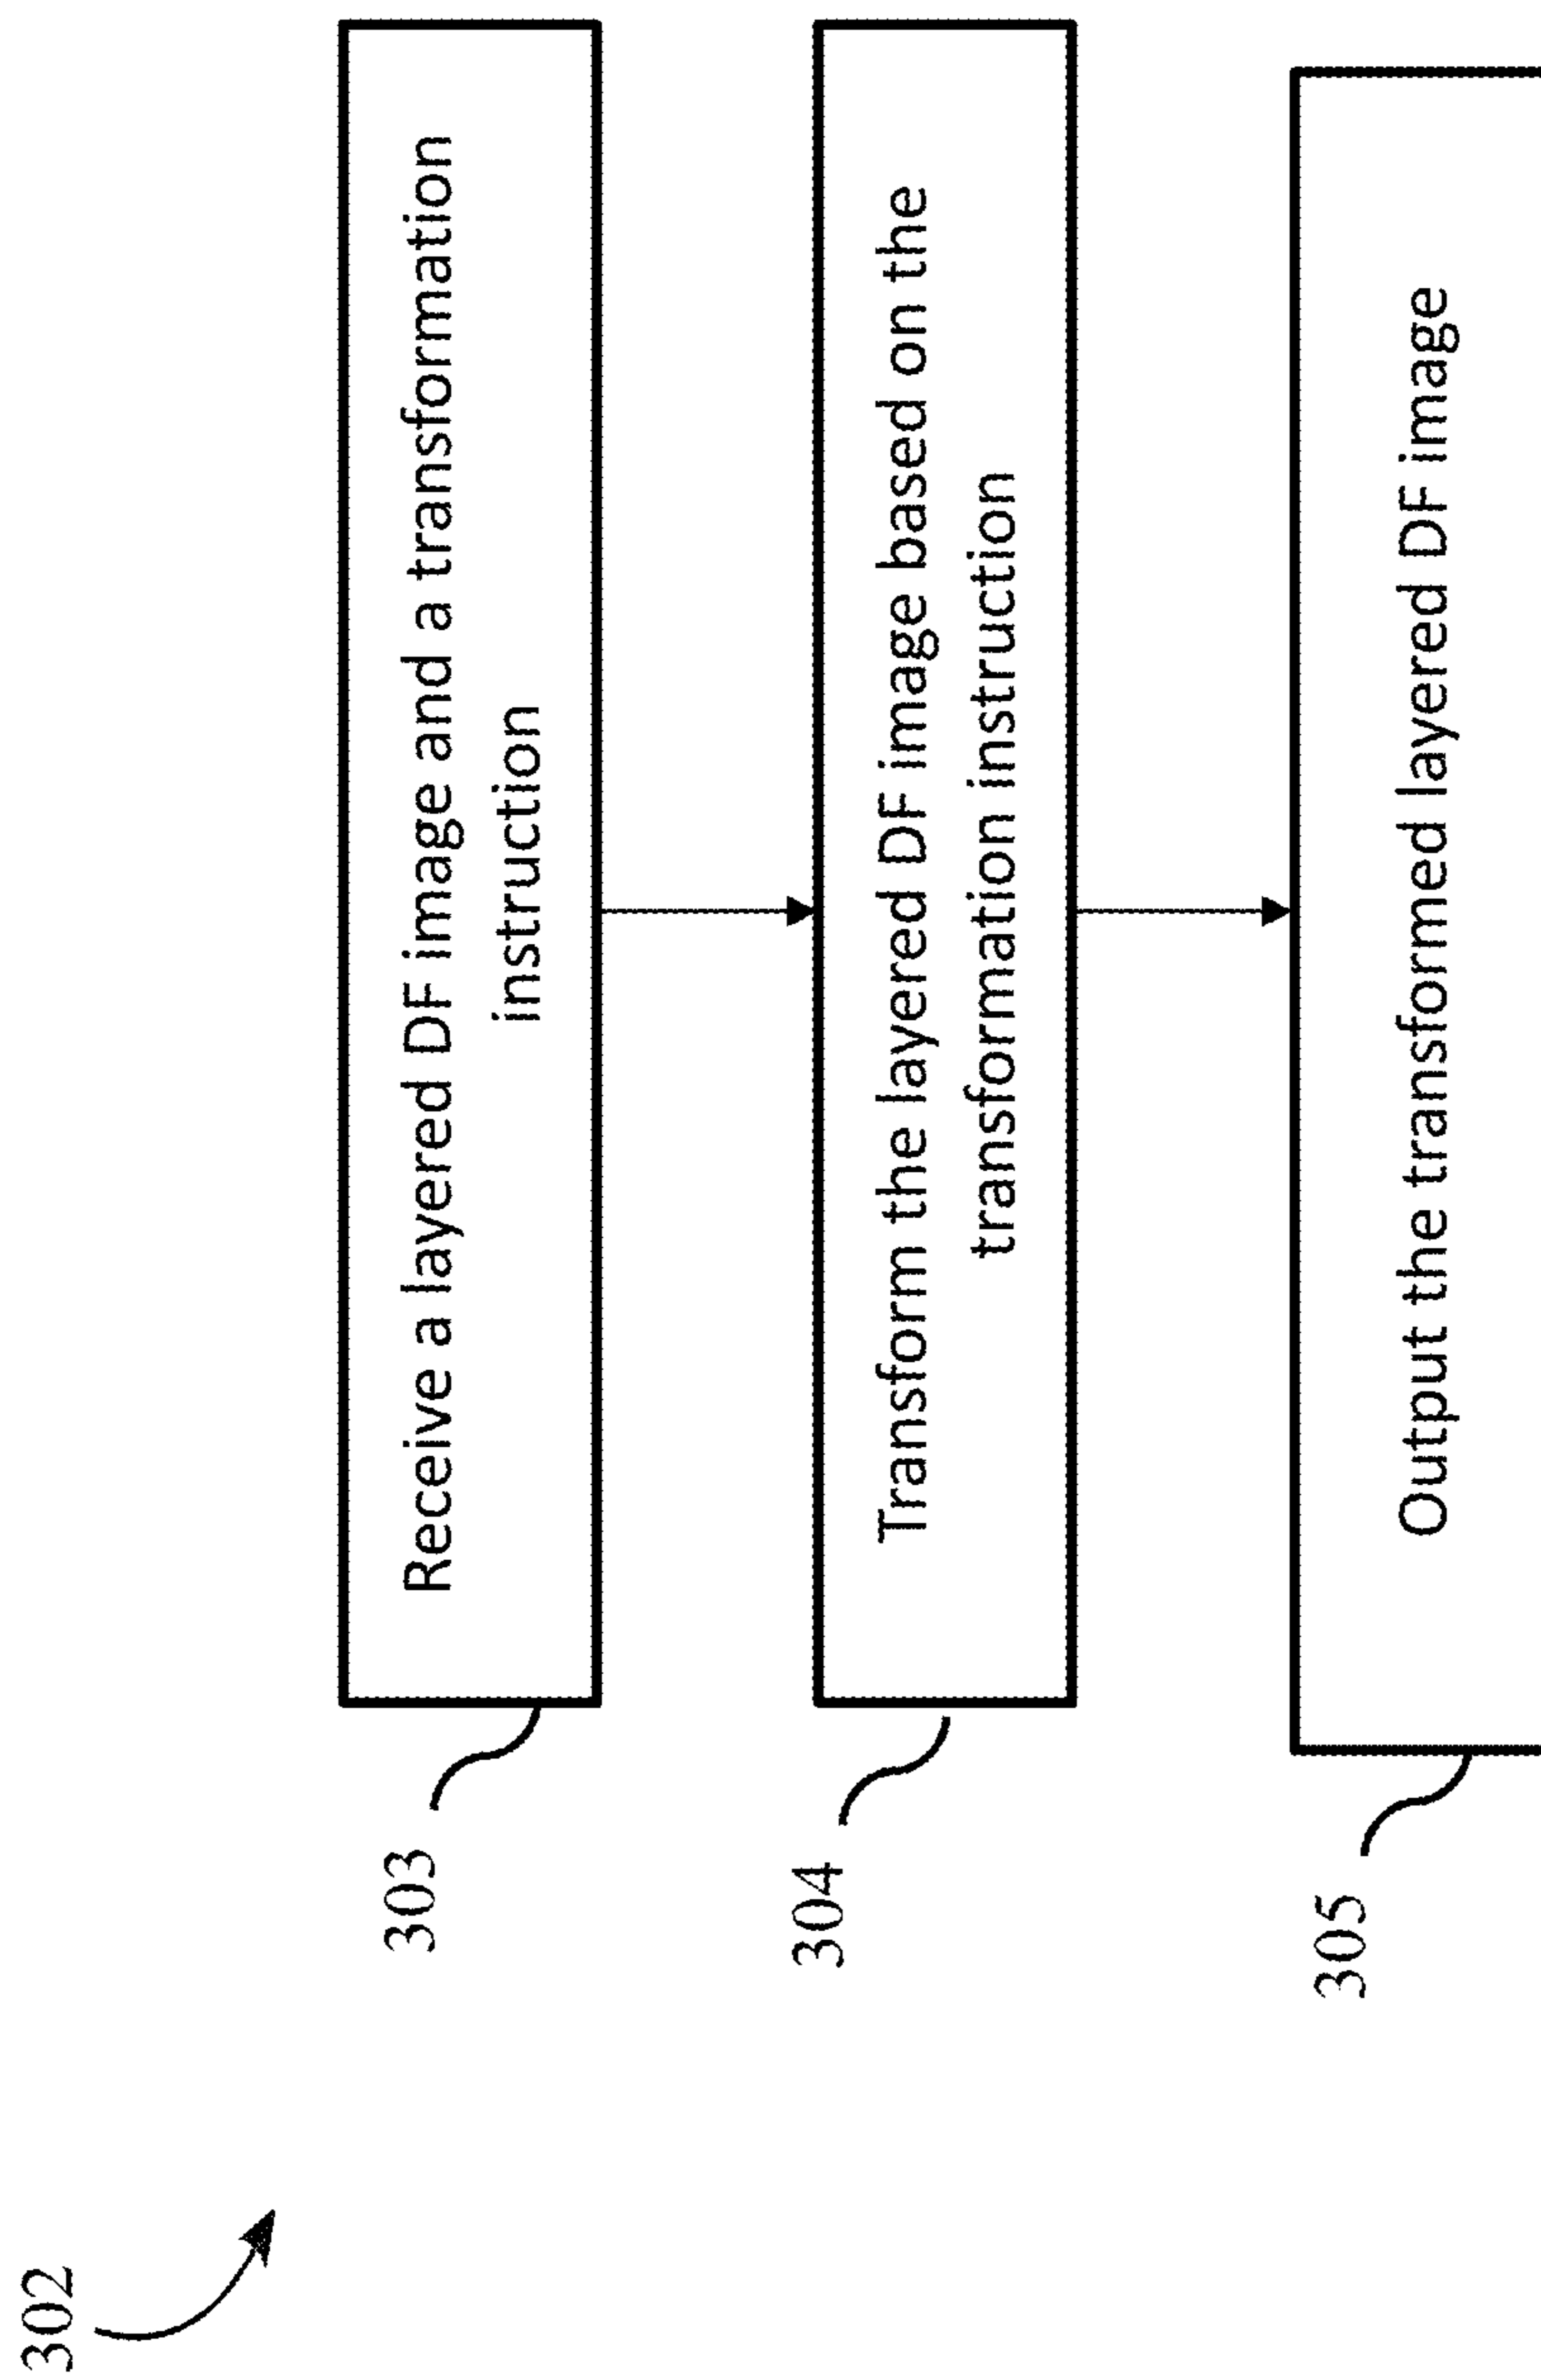 302
303
Receive a layered DF image and a transformation
instruction
304
Transform the layered DF image based on the
transformation instruction
305
Output the transformed layered DF image